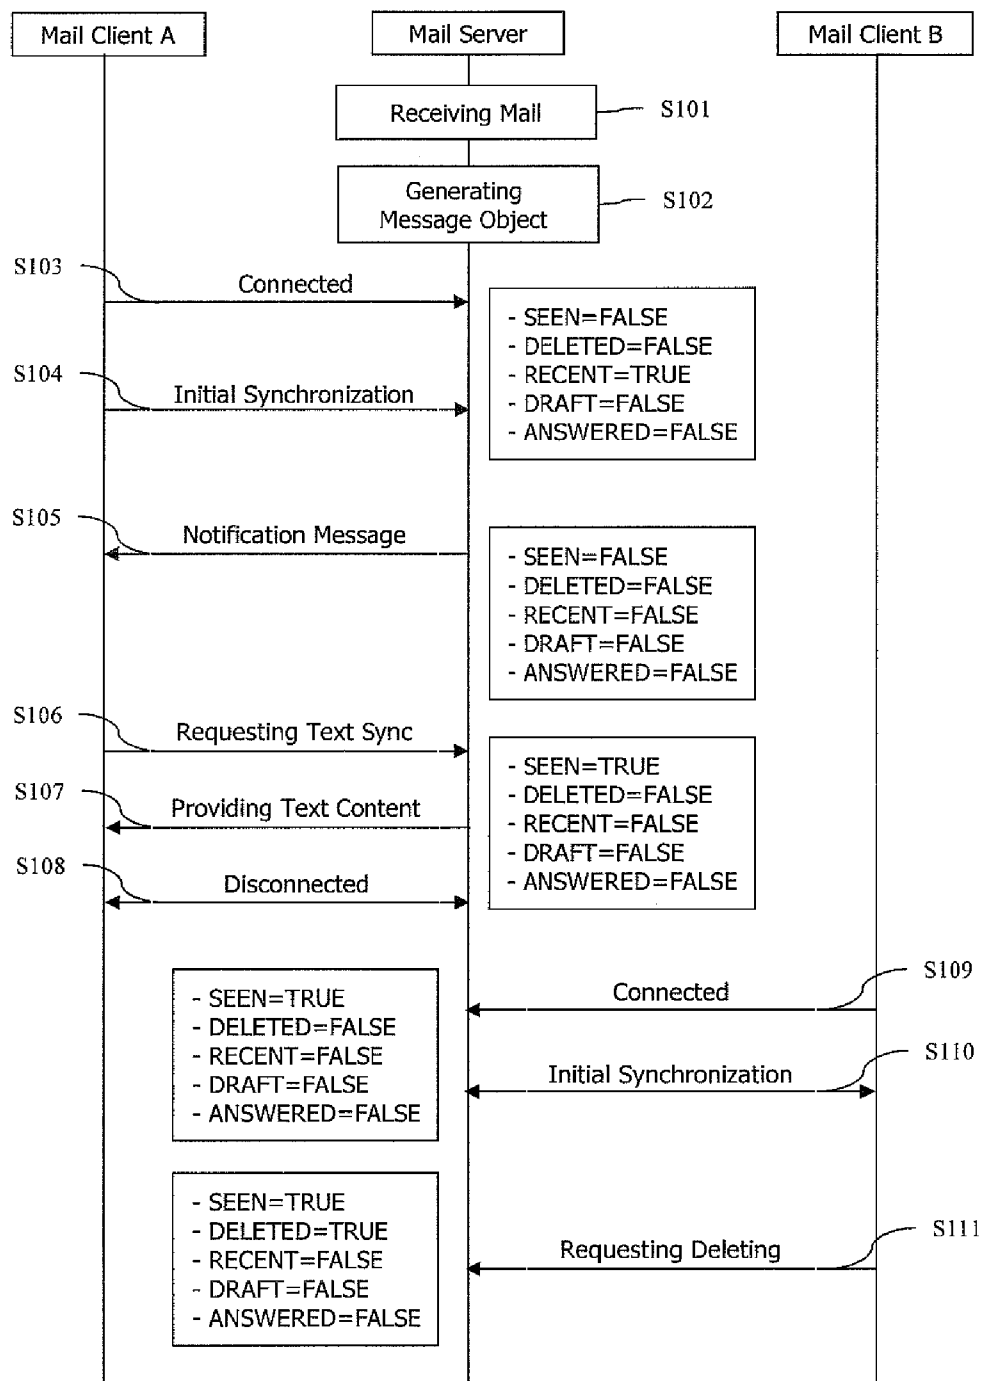 Mail Client A
Mail Server
Mail Client B
Receiving Mail
S101
Generating
Message Object
S102
S103
Connected
- SEEN=FALSE
- DELETED=FALSE
- RECENT=TRUE
- DRAFT=FALSE
- ANSWERED=FALSE
S104
Initial Synchronization
S105
Notification Message
- SEEN=FALSE
- DELETED=FALSE
- RECENT=FALSE
- DRAFT=FALSE
- ANSWERED=FALSE
S106
Requesting Text Sync
- SEEN=TRUE
- DELETED=FALSE
- RECENT=FALSE
- DRAFT=FALSE
- ANSWERED=FALSE
S107
Providing Text Content
S108
Disconnected
S109
Connected
- SEEN=TRUE
- DELETED=FALSE
- RECENT=FALSE
- DRAFT=FALSE
- ANSWERED=FALSE
S110
Initial Synchronization
- SEEN=TRUE
- DELETED=TRUE
- RECENT=FALSE
- DRAFT=FALSE
- ANSWERED=FALSE
S111
Requesting Deleting